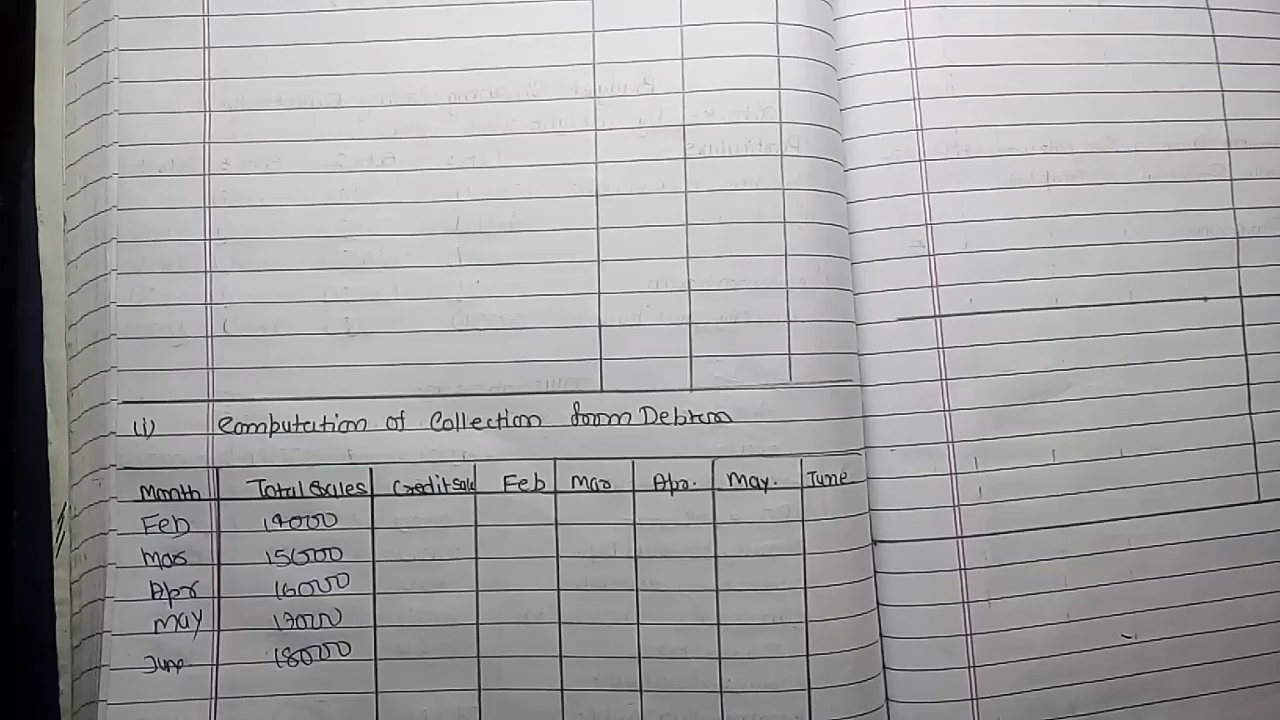 (i) Computation of Collection from Debtors
Month Total Sales Credit Sale Feb Mar Apr. May. June
Feb 14000
Mar 15000
Apr 16000
May 17000
June 18000